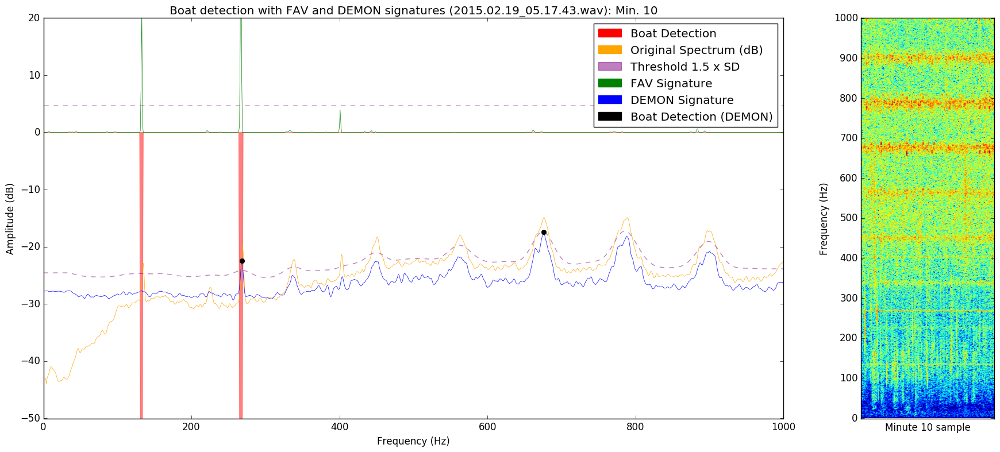 Boat detection with FAV and DEMON signatures (2015.02.19_05.17.43.wav): Min. 10
Boat Detection
Original Spectrum (dB)
Threshold 1.5 x SD
FAV Signature
DEMON Signature
Boat Detection (DEMON)
Amplitude (dB)
20
10
0
−10
−20
−30
−40
−50
0
200
400
600
800
1000
Frequency (Hz)
Frequency (Hz)
1000
900
800
700
600
500
400
300
200
100
0
Minute 10 sample